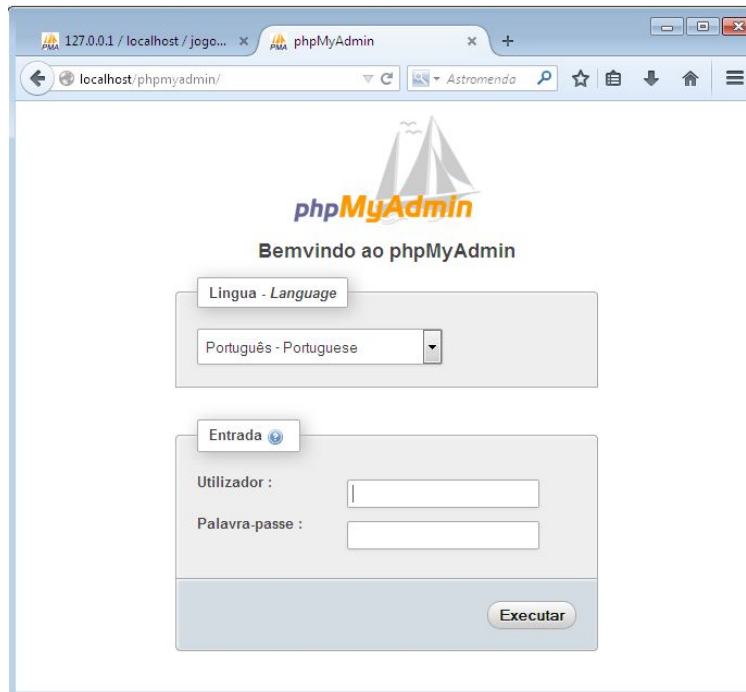 127.0.0.1 / localhost / jogo...
phpMyAdmin
localhost/phpmyadmin/
Astromenda
phpMyAdmin
Bemvindo ao phpMyAdmin
Lingua - Language
Português - Portuguese
Entrada
Utilizador :
Palavra-passe :
Executar